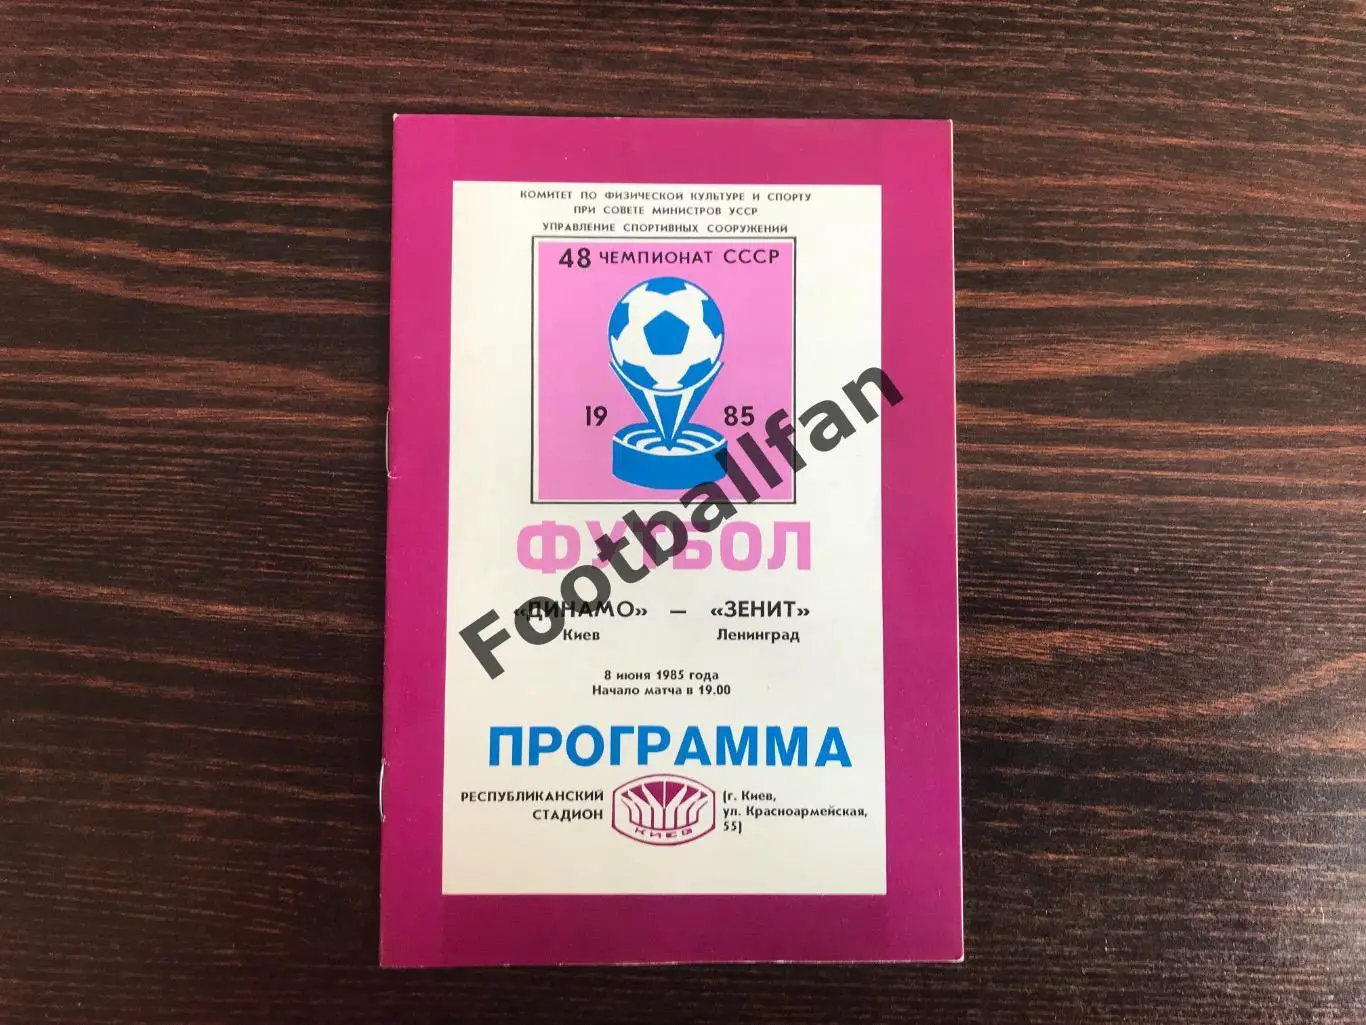 КОМИТЕТ ПО ФИЗИЧЕСКОЙ КУЛЬТУРЕ И СПОРТУ
ПРИ СОВЕТЕ МИНИСТРОВ УССР
УПРАВЛЕНИЕ СПОРТИВНЫХ СООРУЖЕНИЙ
48 ЧЕМПИОНАТ СССР
19 85
ФУТБОЛ
«ДИНАМО» — «ЗЕНИТ»
Киев Ленинград
8 июня 1985 года
Начало матча в 19.00
ПРОГРАММА
РЕСПУБЛИКАНСКИЙ
СТАДИОН
КИЕВ
(г. Киев,
ул. Красноармейская,
55)
Footballfan